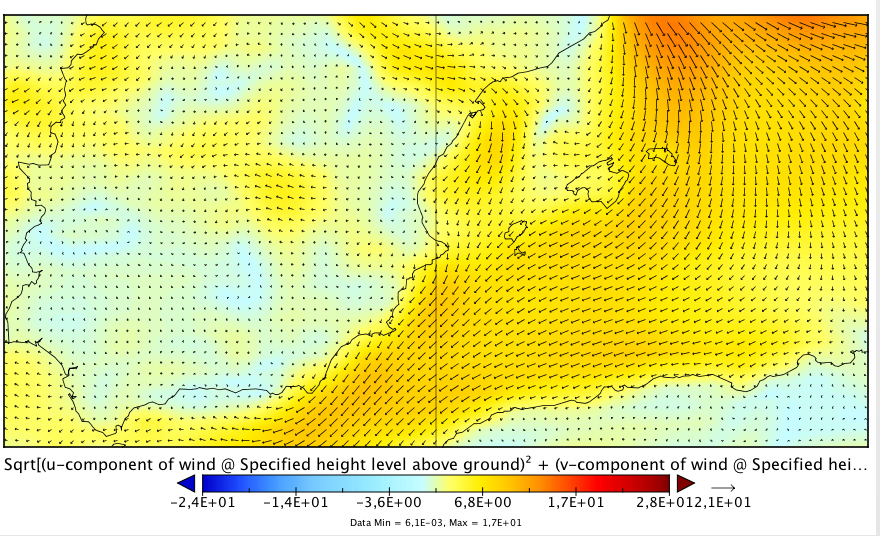 Sqrt[(u-component of wind @ Specified height level above ground)² + (v-component of wind @ Specified hei...
-2,4E+01 -1,4E+01 -3,6E+00 6,8E+00 1,7E+01 2,8E+01 2,1E+01
Data Min = 6,1E-03, Max = 1,7E+01